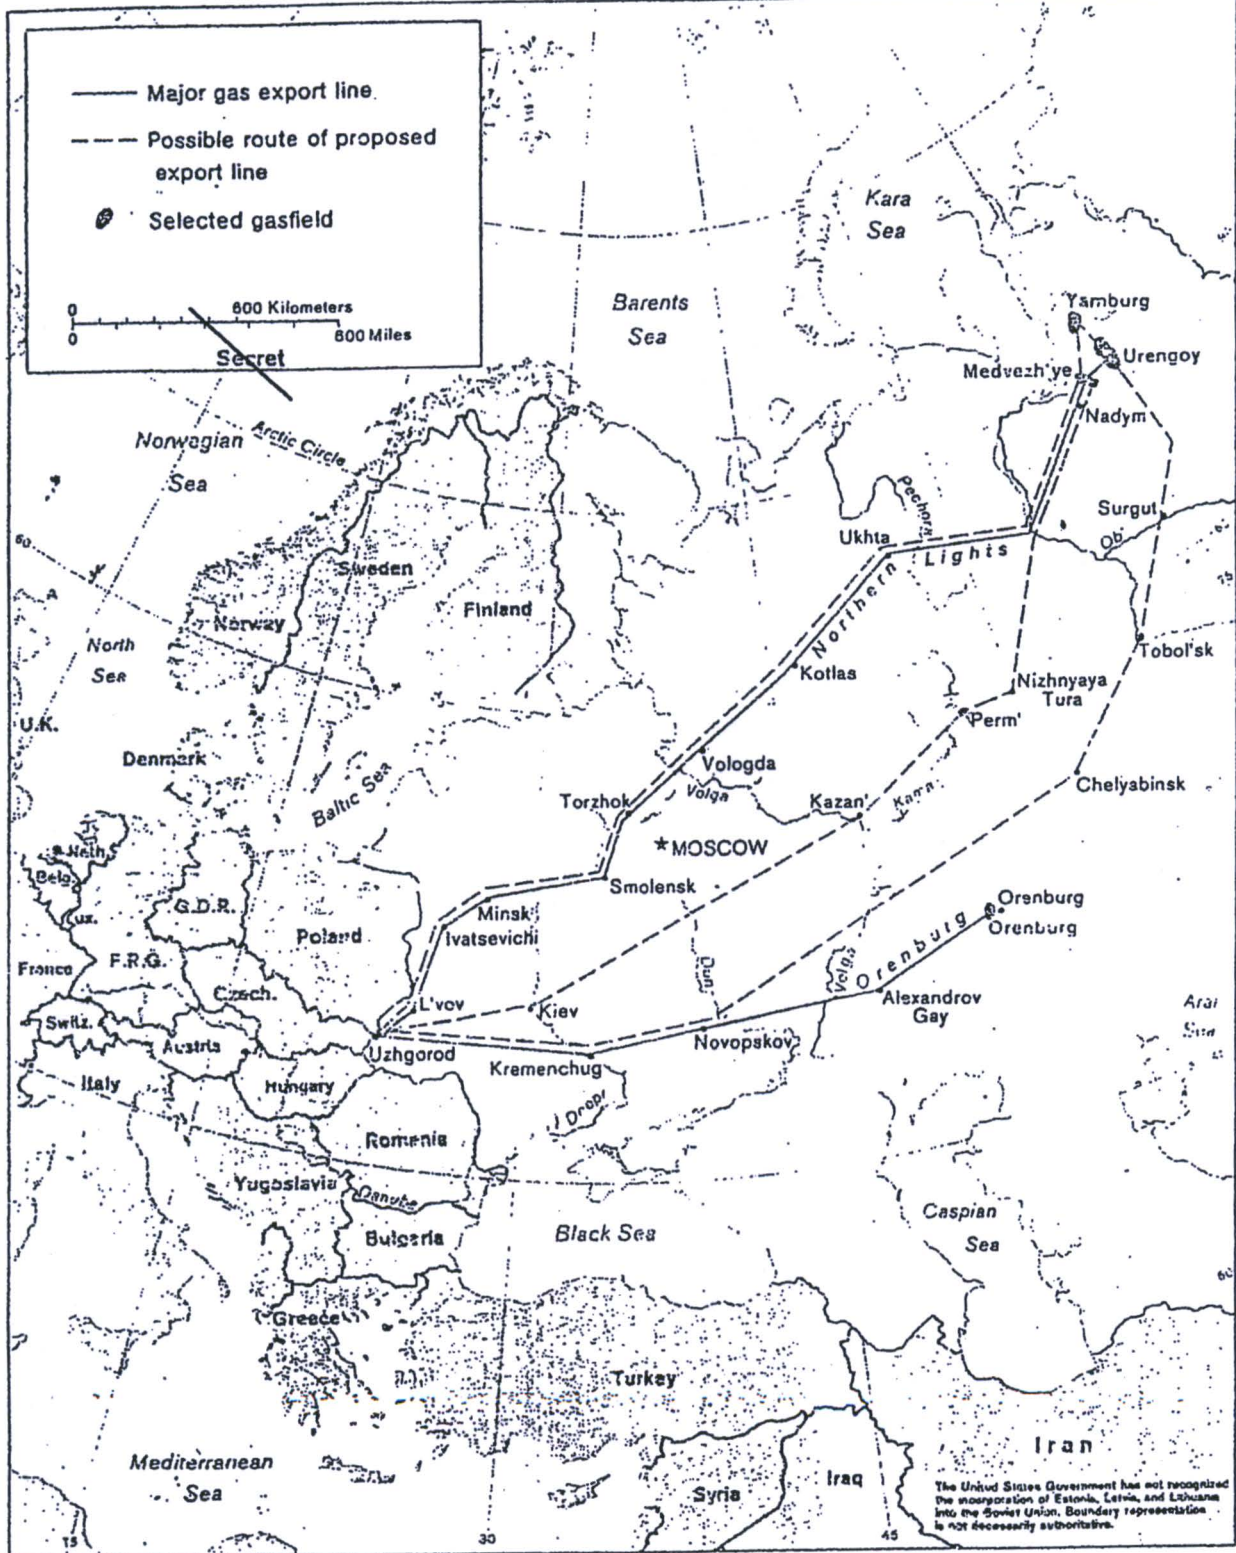 Major gas export line
Possible route of proposed
export line
Selected gasfield
0
600 Kilometers
0
600 Miles
Secret
Kara
Sea
Barents
Sea
Yamburg
Urengoy
Medvezh'ye
Nadym
Norwegian
Sea
Arctic Circle
Pechora
Surgut
Ob'
Ukhta
Northern Lights
60
Sweden
Finland
Norway
North
Sea
Kotlas
Tobol'sk
Nizhnyaya
Tura
Perm'
U.K.
Denmark
Baltic Sea
Vologda
Volga
Torzhok
Kazan'
Kama
Chelyabinsk
MOSCOW
Neth.
Belg.
Lux.
G.D.R.
Smolensk
Minsk
Ivatsevichi
Poland
Orenburg
Orenburg
Orenburg
France
F.R.G.
Czech.
Don
Volga
L'vov
Kiev
Alexandrov
Gay
Aral
Sea
Switz.
Austria
Uzhgorod
Novopskov
Kremenchug
Italy
Hungary
Dnepr
Romania
Yugoslavia
Danube
Bulgaria
Black Sea
Caspian
Sea
60
Greece
Turkey
Mediterranean
Sea
Syria
Iraq
Iran
The United States Government has not recognized
the incorporation of Estonia, Latvia, and Lithuania
into the Soviet Union. Boundary representation
is not necessarily authoritative.
15
30
45